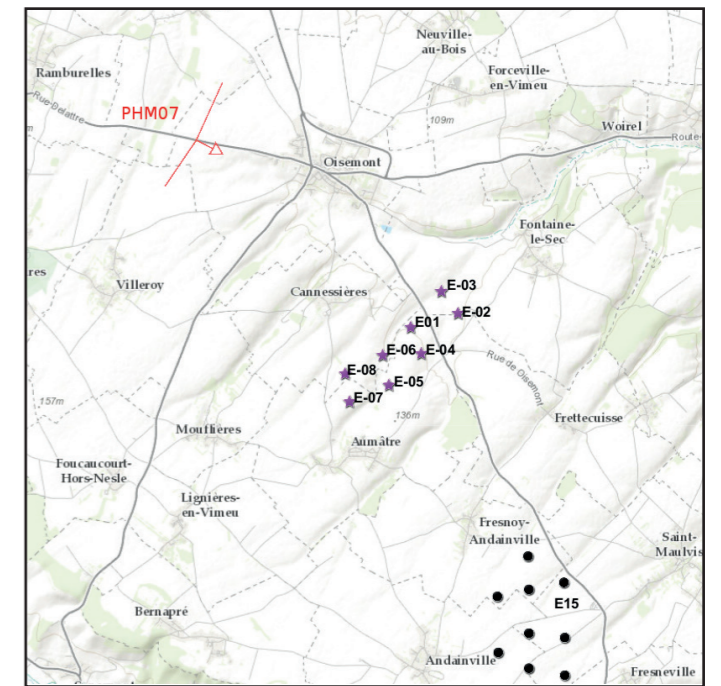 Neuville-
au-Bois
Ramburelles
Forceville-
en-Vimeu
Rue-Delattre
PHM07
109m
Woirel
Route
m
Oisemont
Fontaine-
le-Sec
res
Villeroy
Cannessières
E-03
E-02
E01
E-06
E-04
E-08
E-05
Rue de Oisemont
E-07
157m
136m
Frettecuisse
Mouflières
Aumâtre
Foucaucourt-
Hors-Nesle
Lignières-
en-Vimeu
Fresnoy-
Andainville
Saint-
Maulvis
E15
Bernapré
Andainville
Fresneville